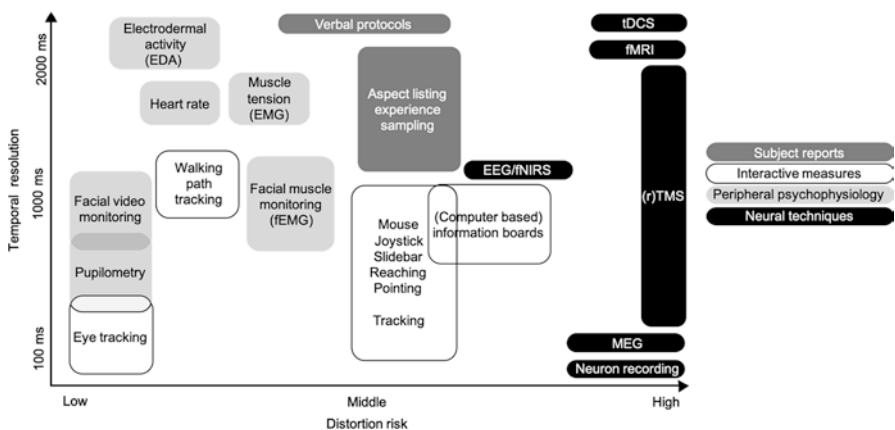 Electrodermal
activity
(EDA)
Verbal protocols
tDCS
fMRI
Heart rate
Muscle
tension
(EMG)
Aspect listing
experience
sampling
Subject reports
Interactive measures
Peripheral psychophysiology
Neural techniques
Walking
path
tracking
EEG/fNIRS
(r)TMS
Facial video
monitoring
Facial muscle
monitoring
(fEMG)
Mouse
Joystick
Slidebar
Reaching
Pointing
Tracking
(Computer based)
information boards
Pupilometry
Eye tracking
MEG
Neuron recording
Temporal resolution
2000 ms
1000 ms
100 ms
Low
Middle
High
Distortion risk